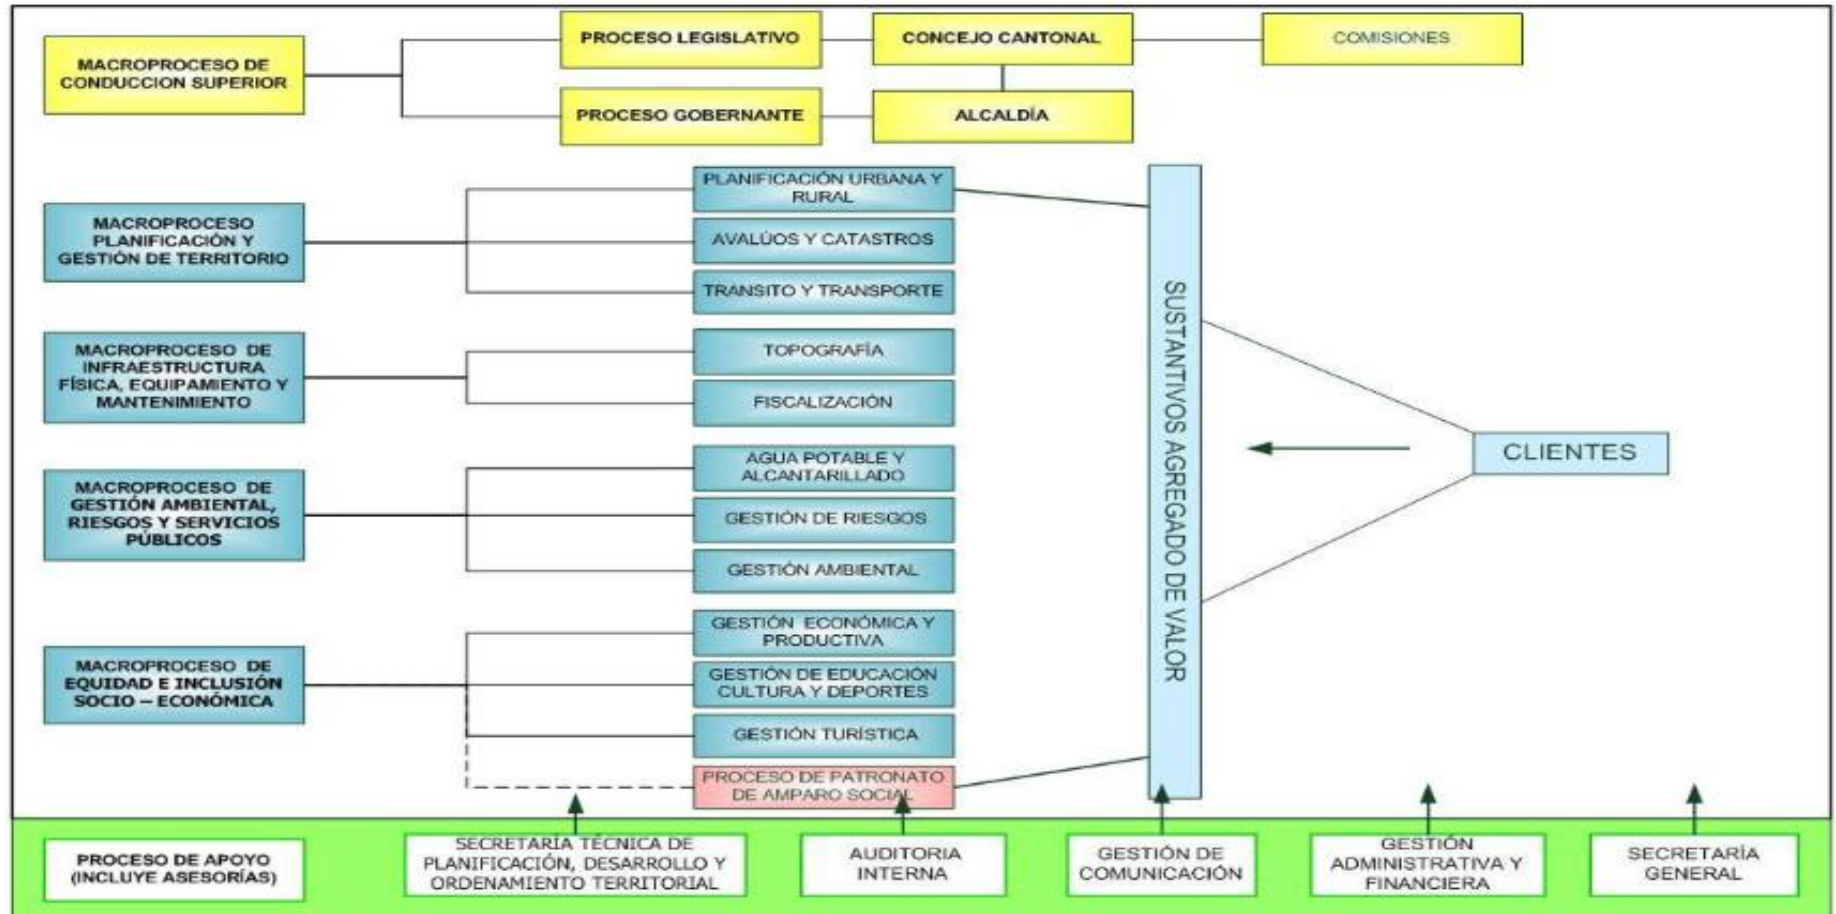 MACROPROCESO DE
CONDUCCION SUPERIOR
PROCESO LEGISLATIVO
CONCEJO CANTONAL
COMISIONES
PROCESO GOBERNANTE
ALCALDÍA
MACROPROCESO
PLANIFICACIÓN Y
GESTIÓN DE TERRITORIO
PLANIFICACIÓN URBANA Y
RURAL
AVALÚOS Y CATASTROS
TRANSITO Y TRANSPORTE
MACROPROCESO DE
INFRAESTRUCTURA
FÍSICA, EQUIPAMIENTO Y
MANTENIMIENTO
TOPOGRAFÍA
FISCALIZACIÓN
MACROPROCESO DE
GESTIÓN AMBIENTAL,
RIESGOS Y SERVICIOS
PÚBLICOS
AGUA POTABLE Y
ALCANTARILLADO
GESTIÓN DE RIESGOS
GESTIÓN AMBIENTAL
MACROPROCESO DE
EQUIDAD E INCLUSIÓN
SOCIO – ECONÓMICA
GESTIÓN ECONÓMICA Y
PRODUCTIVA
GESTIÓN DE EDUCACIÓN
CULTURA Y DEPORTES
GESTIÓN TURÍSTICA
PROCESO DE PATRONATO
DE AMPARO SOCIAL
SUSTANTIVOS AGREGADO DE VALOR
CLIENTES
PROCESO DE APOYO
(INCLUYE ASESORÍAS)
SECRETARÍA TÉCNICA DE
PLANIFICACIÓN, DESARROLLO Y
ORDENAMIENTO TERRITORIAL
AUDITORIA
INTERNA
GESTIÓN DE
COMUNICACIÓN
GESTIÓN
ADMINISTRATIVA Y
FINANCIERA
SECRETARÍA
GENERAL